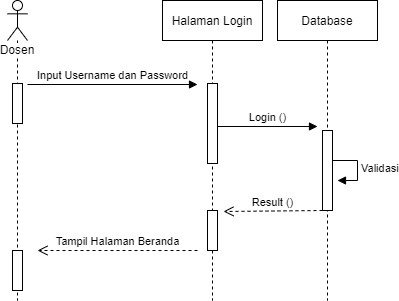 Dosen
Halaman Login
Database
Input Username dan Password
Login ()
Validasi
Result ()
Tampil Halaman Beranda